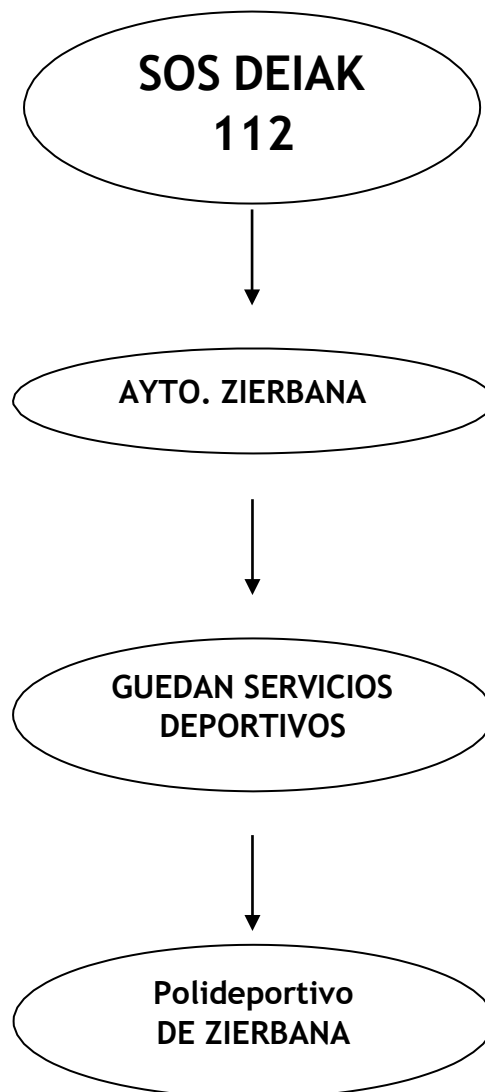 SOS DEIAK
112
AYTO. ZIERBANA
GUEDAN SERVICIOS
DEPORTIVOS
Polideportivo
DE ZIERBANA